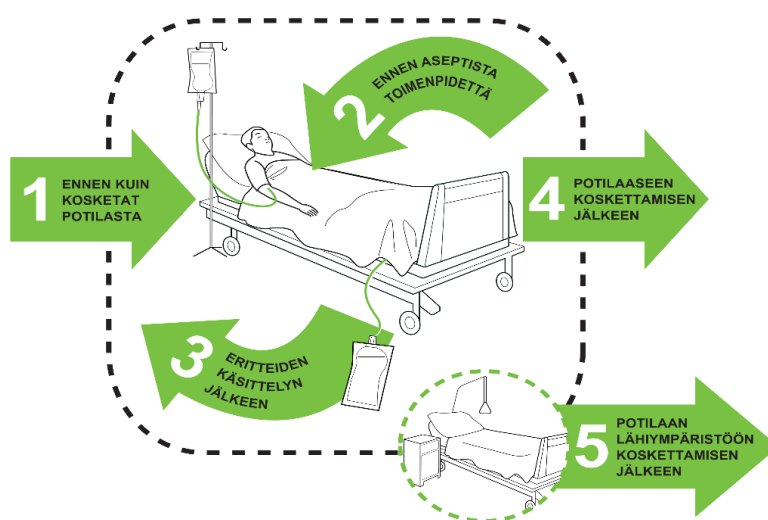 1
ENNEN KUIN
KOSKETAT
POTILASTA
2
ENNEN ASEPTISTA
TOIMENPIDETTÄ
3
ERITTEIDEN
KÄSITTELYN
JÄLKEEN
4
POTILAASEEN
KOSKETTAMISEN
JÄLKEEN
5
POTILAAN
LÄHIYMPÄRISTÖÖN
KOSKETTAMISEN
JÄLKEEN